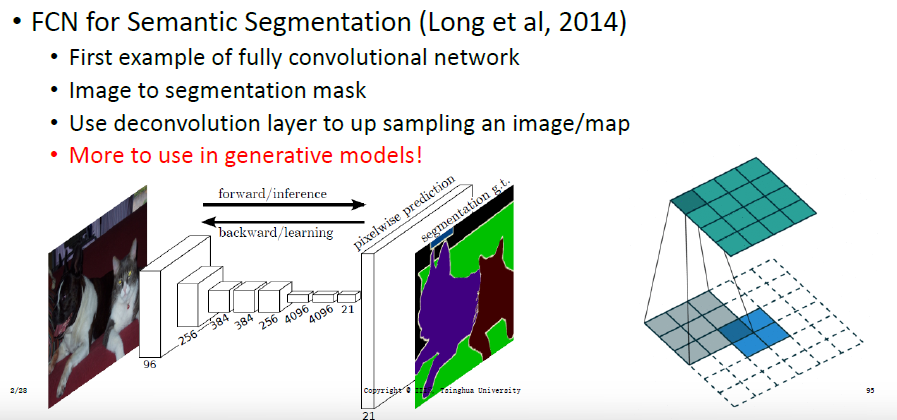 • FCN for Semantic Segmentation (Long et al, 2014)
• First example of fully convolutional network
• Image to segmentation mask
• Use deconvolution layer to up sampling an image/map
• More to use in generative models!
forward/inference
backward/learning
pixelwise prediction
segmentation g.t.
96
256
384
384
256
4096
4096
21
21
2/28
Copyright © Tsinghua University
95